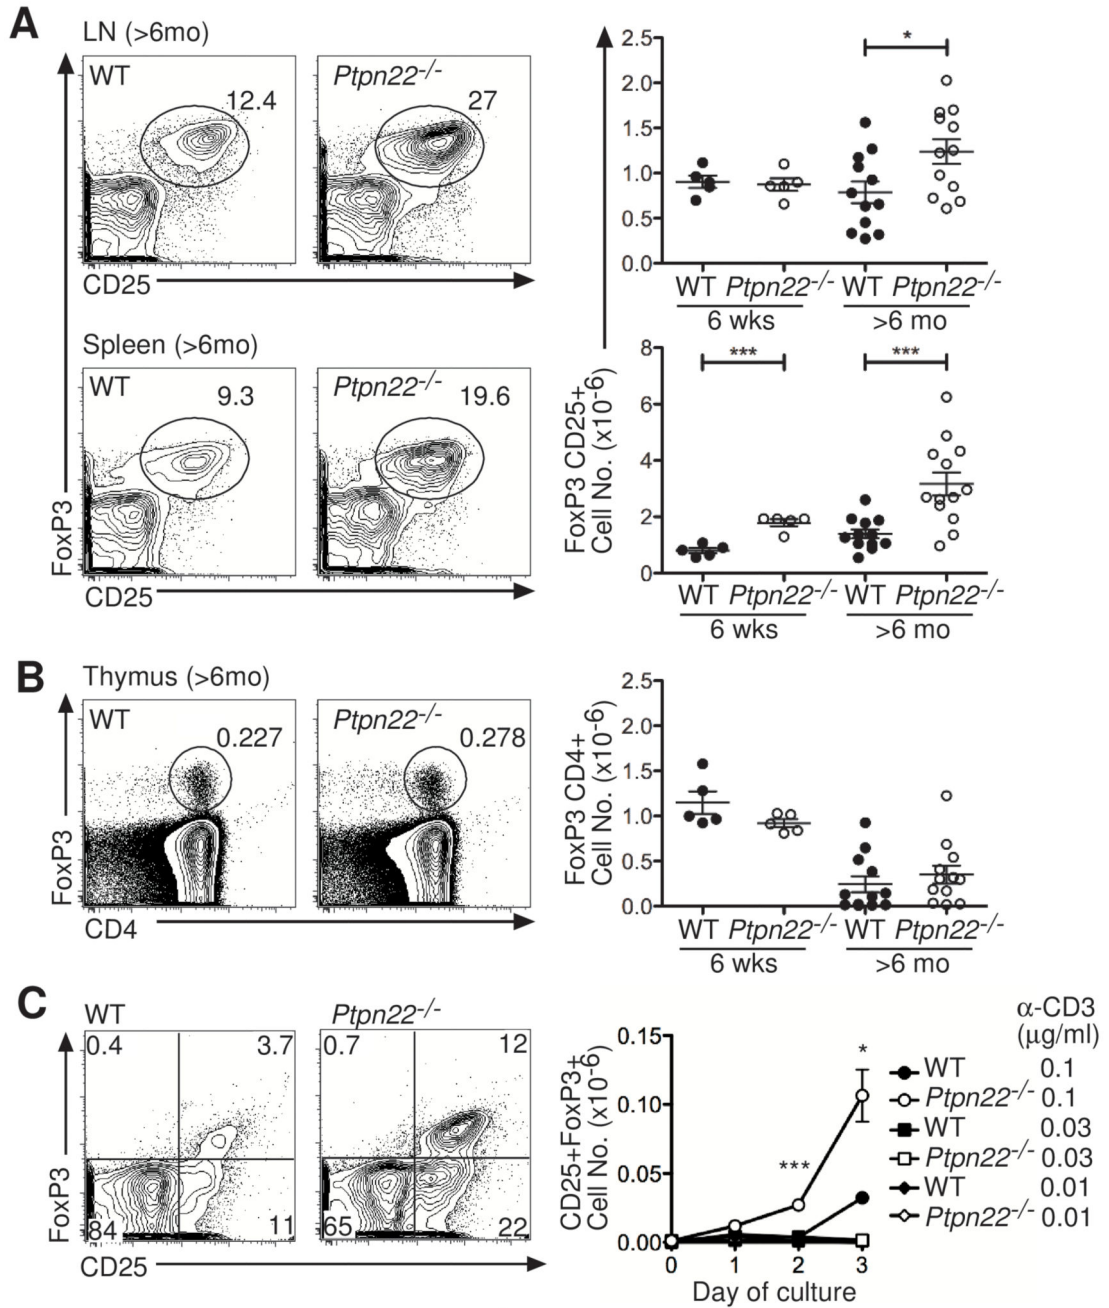 A
LN (>6mo)
WT
12.4
Ptpn22-/-
27
CD25
Spleen (>6mo)
WT
9.3
Ptpn22-/-
19.6
FoxP3
CD25
2.5
2.0
1.5
1.0
0.5
0.0
*
WT Ptpn22-/- WT Ptpn22-/-
6 wks >6 mo
FoxP3 CD25+
Cell No. (x10-6)
8
6
4
2
0
*** ***
WT Ptpn22-/- WT Ptpn22-/-
6 wks >6 mo
B
Thymus (>6mo)
WT
0.227
Ptpn22-/-
0.278
FoxP3
CD4
FoxP3 CD4+
Cell No. (x10-6)
2.5
2.0
1.5
1.0
0.5
0.0
WT Ptpn22-/- WT Ptpn22-/-
6 wks >6 mo
C
WT
0.4 3.7
84 11
Ptpn22-/-
0.7 12
65 22
FoxP3
CD25
CD25+FoxP3+
Cell No. (x10-6)
0.15
0.10
0.05
0.00
***
*
0 1 2 3
Day of culture
α-CD3
(μg/ml)
WT 0.1
Ptpn22-/- 0.1
WT 0.03
Ptpn22-/- 0.03
WT 0.01
Ptpn22-/- 0.01